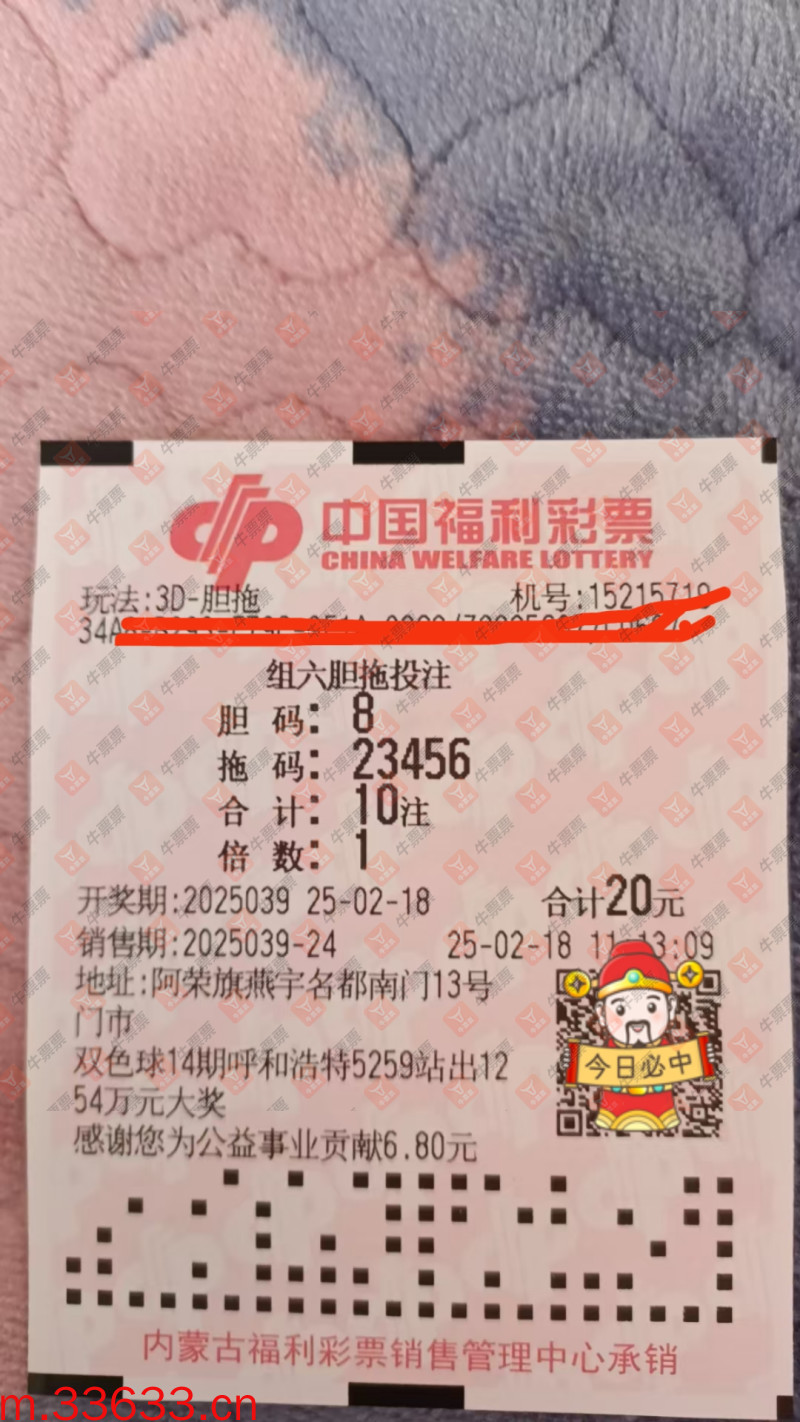 中国福利彩票
CHINA WELFARE LOTTERY
玩法:3D-胆拖 机号:15215718
组六胆拖投注
胆 码: 8
拖 码: 23456
合 计: 10注
倍 数: 1
开奖期:2025039 25-02-18 合计20元
销售期:2025039-24 25-02-18 11:13:09
地址:阿荣旗燕宇名都南门13号
门市
今日必中
双色球14期呼和浩特5259站出12
54万元大奖
感谢您为公益事业贡献6.80元
内蒙古福利彩票销售管理中心承销
m.33633.cn
牛票票